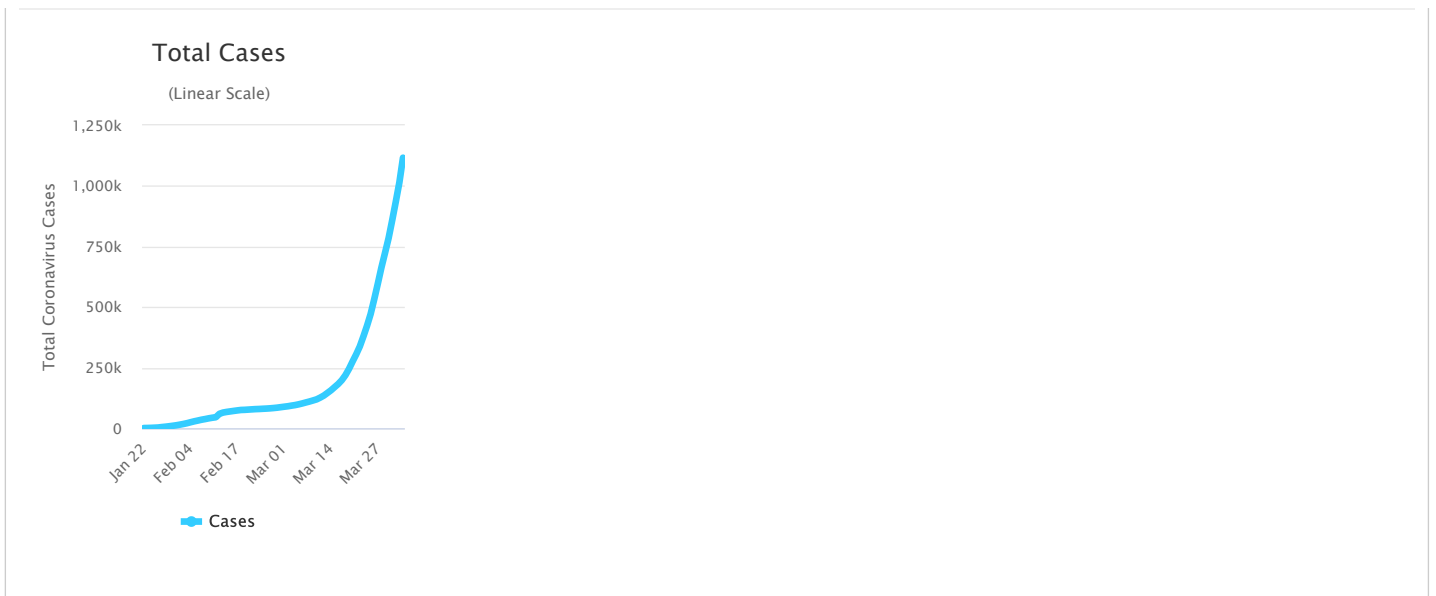 Total Cases
(Linear Scale)
Total Coronavirus Cases
1,250k
1,000k
750k
500k
250k
0
Jan 22
Feb 04
Feb 17
Mar 01
Mar 14
Mar 27
Cases